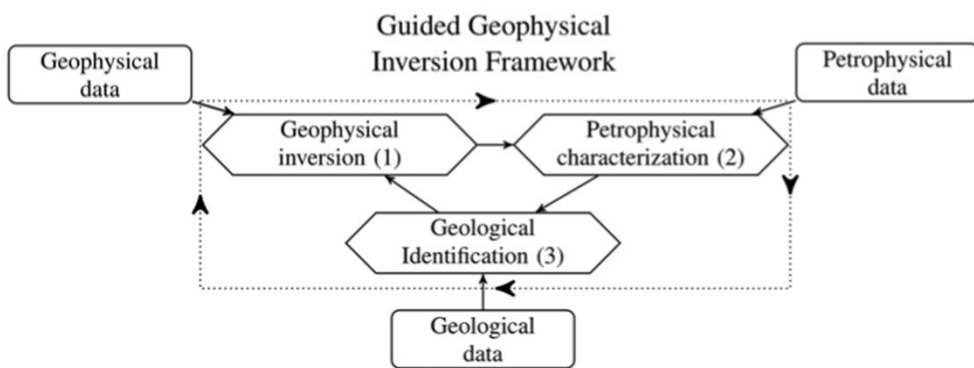 Guided Geophysical
Inversion Framework
Geophysical
data
Petrophysical
data
Geophysical
inversion (1)
Petrophysical
characterization (2)
Geological
Identification (3)
Geological
data